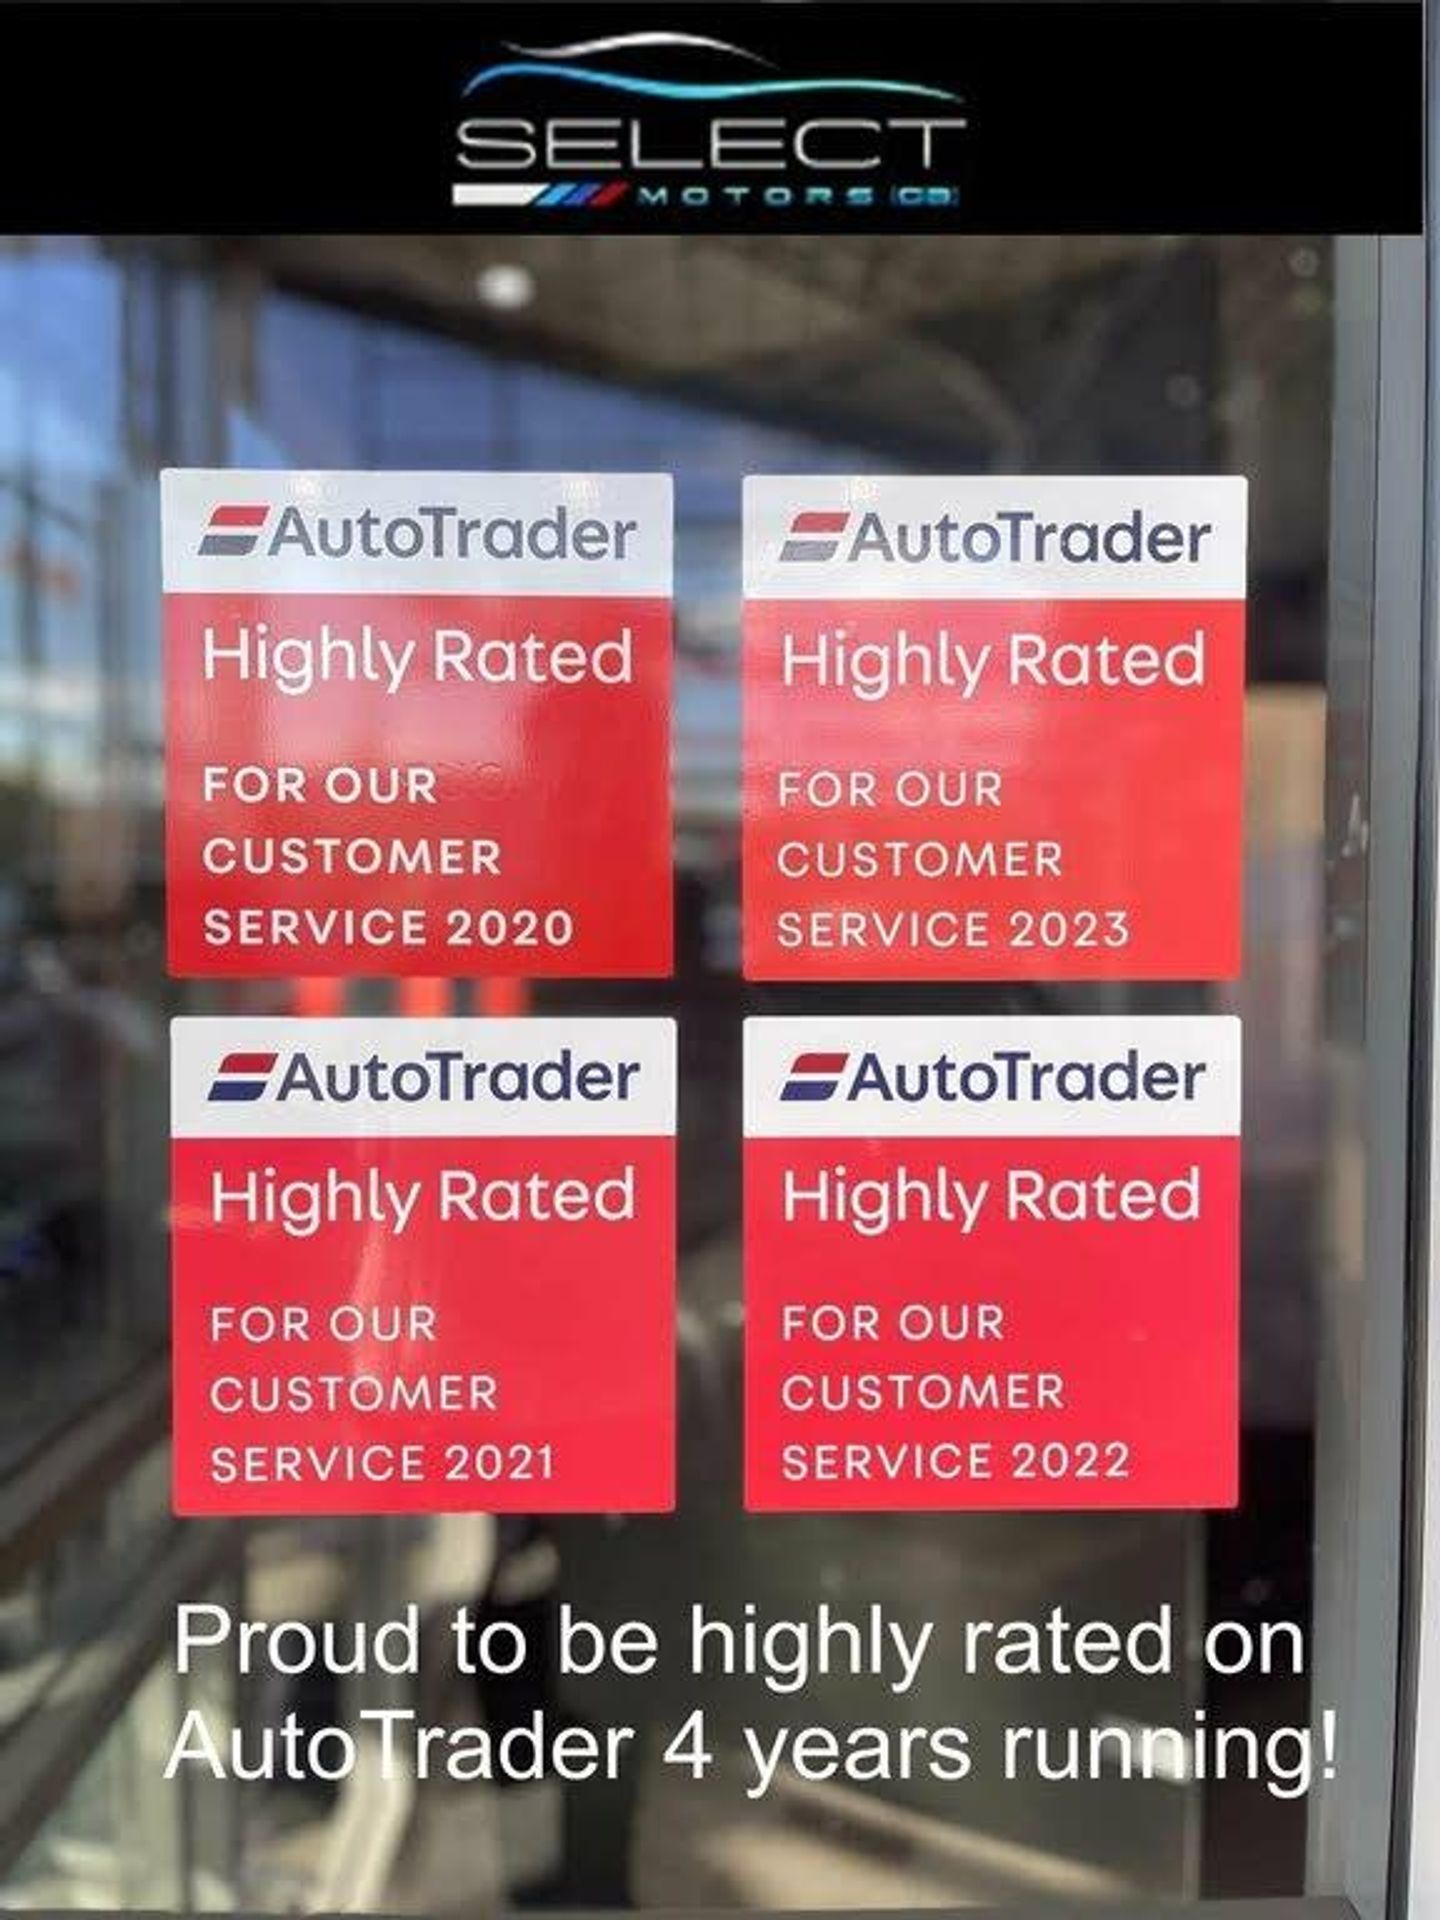 SELECT
MOTORS (CB)
AutoTrader
Highly Rated
FOR OUR
CUSTOMER
SERVICE 2020
AutoTrader
Highly Rated
FOR OUR
CUSTOMER
SERVICE 2023
AutoTrader
Highly Rated
FOR OUR
CUSTOMER
SERVICE 2021
AutoTrader
Highly Rated
FOR OUR
CUSTOMER
SERVICE 2022
Proud to be highly rated on
AutoTrader 4 years running!